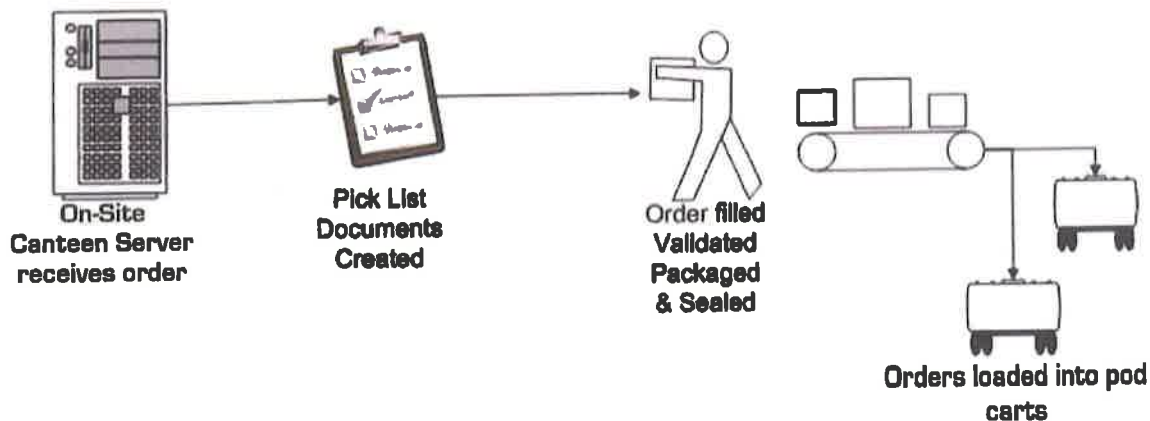 On-Site
Canteen Server
receives order
Pick List
Documents
Created
Order filled
Validated
Packaged
& Sealed
Orders loaded into pod
carts